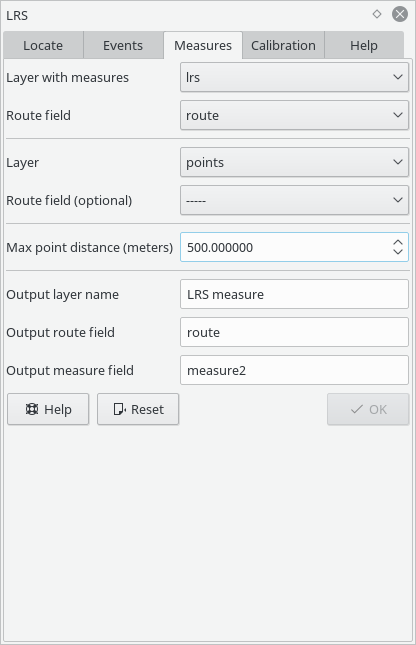 LRS
Locate Events Measures Calibration Help
Layer with measures lrs
Route field route
Layer points
Route field (optional) -----
Max point distance (meters) 500.000000
Output layer name LRS measure
Output route field route
Output measure field measure2
Help Reset OK